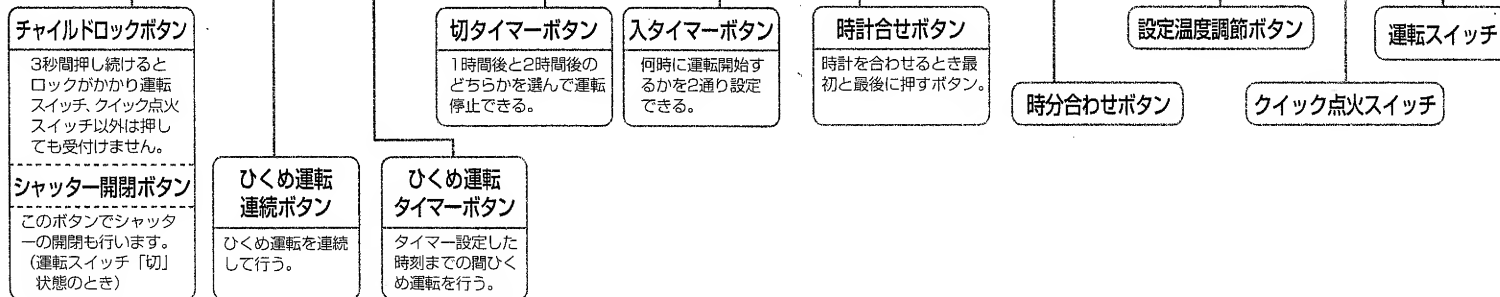 チャイルドロックボタン
3秒間押し続けると
ロックがかかり運転
スイッチ、クイック点火
スイッチ以外は押し
ても受付けません。
シャッター開閉ボタン
このボタンでシャッタ
ーの開閉も行います。
（運転スイッチ「切」
状態のとき）
ひくめ運転
連続ボタン
ひくめ運転を連続
して行う。
ひくめ運転
タイマーボタン
タイマー設定した
時刻までの間ひく
め運転を行う。
切タイマーボタン
1時間後と2時間後の
どちらかを選んで運転
停止できる。
入タイマーボタン
何時に運転開始す
るかを2通り設定
できる。
時計合せボタン
時計を合わせるとき最
初と最後に押すボタン。
時分合わせボタン
設定温度調節ボタン
クイック点火スイッチ
運転スイッチ